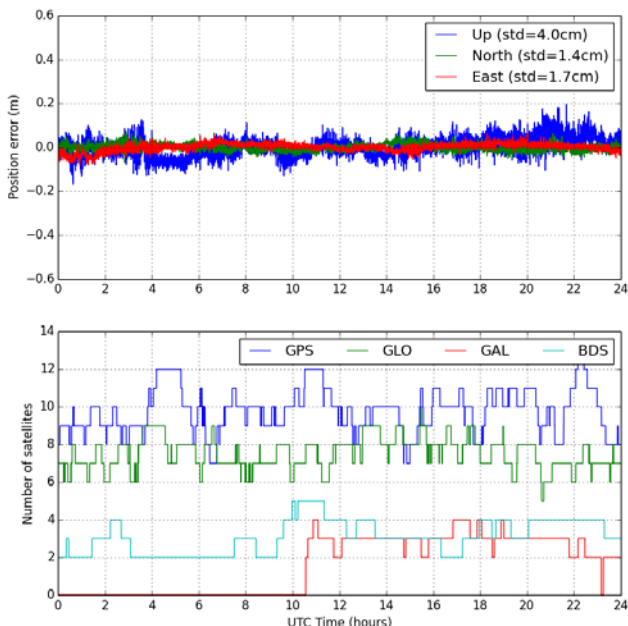 0.6
0.4
0.2
0.0
−0.2
−0.4
−0.6
Position error (m)
Up (std=4.0cm)
North (std=1.4cm)
East (std=1.7cm)
0 2 4 6 8 10 12 14 16 18 20 22 24
14
12
10
8
6
4
2
0
Number of satellites
GPS GLO GAL BDS
0 2 4 6 8 10 12 14 16 18 20 22 24
UTC Time (hours)